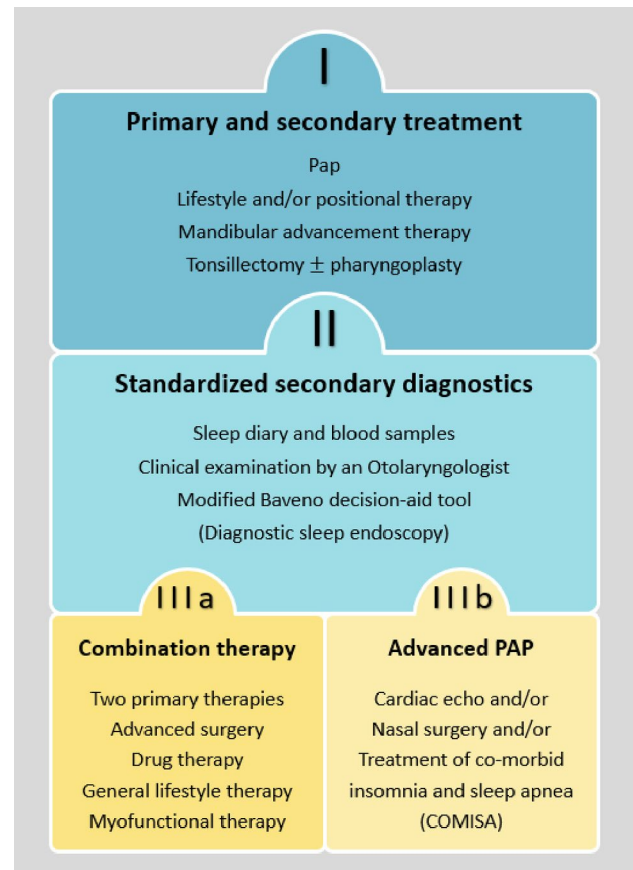 I
Primary and secondary treatment
Pap
Lifestyle and/or positional therapy
Mandibular advancement therapy
Tonsillectomy ± pharyngoplasty
II
Standardized secondary diagnostics
Sleep diary and blood samples
Clinical examination by an Otolaryngologist
Modified Baveno decision-aid tool
(Diagnostic sleep endoscopy)
IIIa
Combination therapy
Two primary therapies
Advanced surgery
Drug therapy
General lifestyle therapy
Myofunctional therapy
IIIb
Advanced PAP
Cardiac echo and/or
Nasal surgery and/or
Treatment of co-morbid
insomnia and sleep apnea
(COMISA)